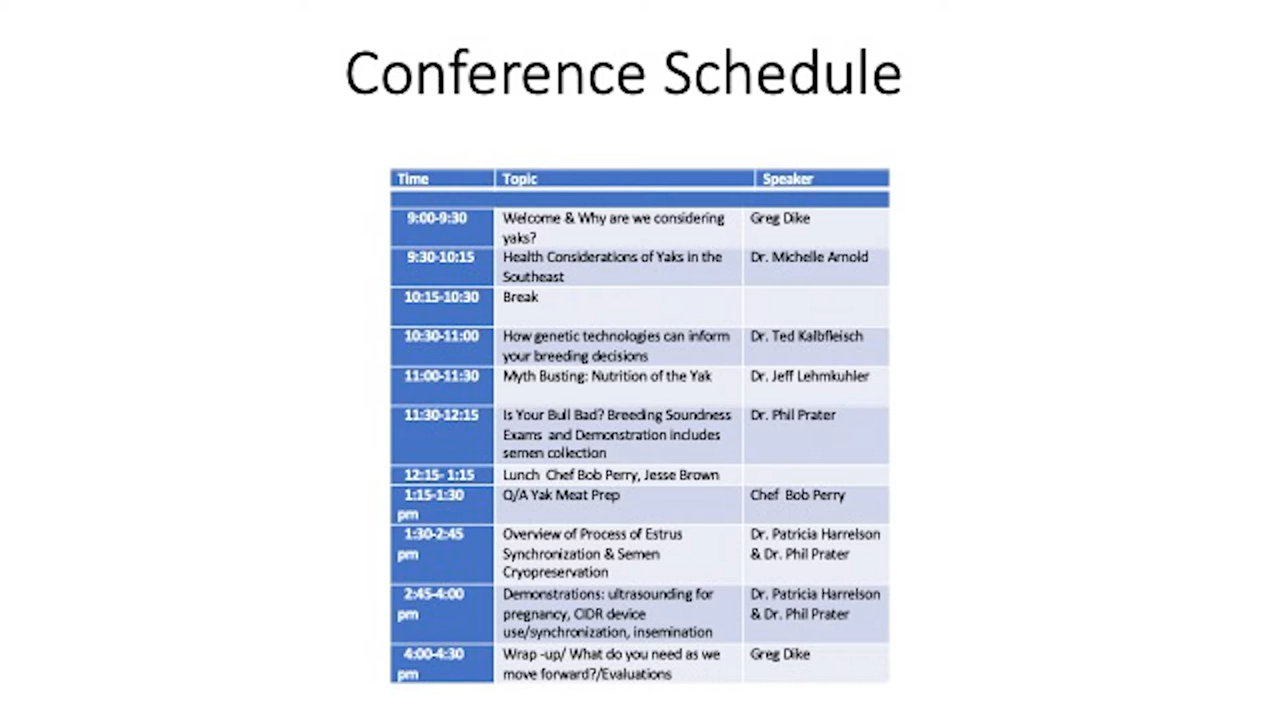 Conference Schedule
Time Topic Speaker
9:00-9:30 Welcome & Why are we considering Greg Dike
yaks?
9:30-10:15 Health Considerations of Yaks in the Dr. Michelle Arnold
Southeast
10:15-10:30 Break
10:30-11:00 How genetic technologies can inform Dr. Ted Kalbfleisch
your breeding decisions
11:00-11:30 Myth Busting: Nutrition of the Yak Dr. Jeff Lehmkuhler
11:30-12:15 Is Your Bull Bad? Breeding Soundness Dr. Phil Prater
Exams and Demonstration includes
semen collection
12:15- 1:15 Lunch Chef Bob Perry, Jesse Brown
1:15-1:30 Q/A Yak Meat Prep Chef Bob Perry
pm
1:30-2:45 Overview of Process of Estrus Dr. Patricia Harrelson
pm Synchronization & Semen & Dr. Phil Prater
Cryopreservation
2:45-4:00 Demonstrations: ultrasounding for Dr. Patricia Harrelson
pm pregnancy, CIDR device & Dr. Phil Prater
use/synchronization, insemination
4:00-4:30 Wrap -up/ What do you need as we Greg Dike
pm move forward?/Evaluations